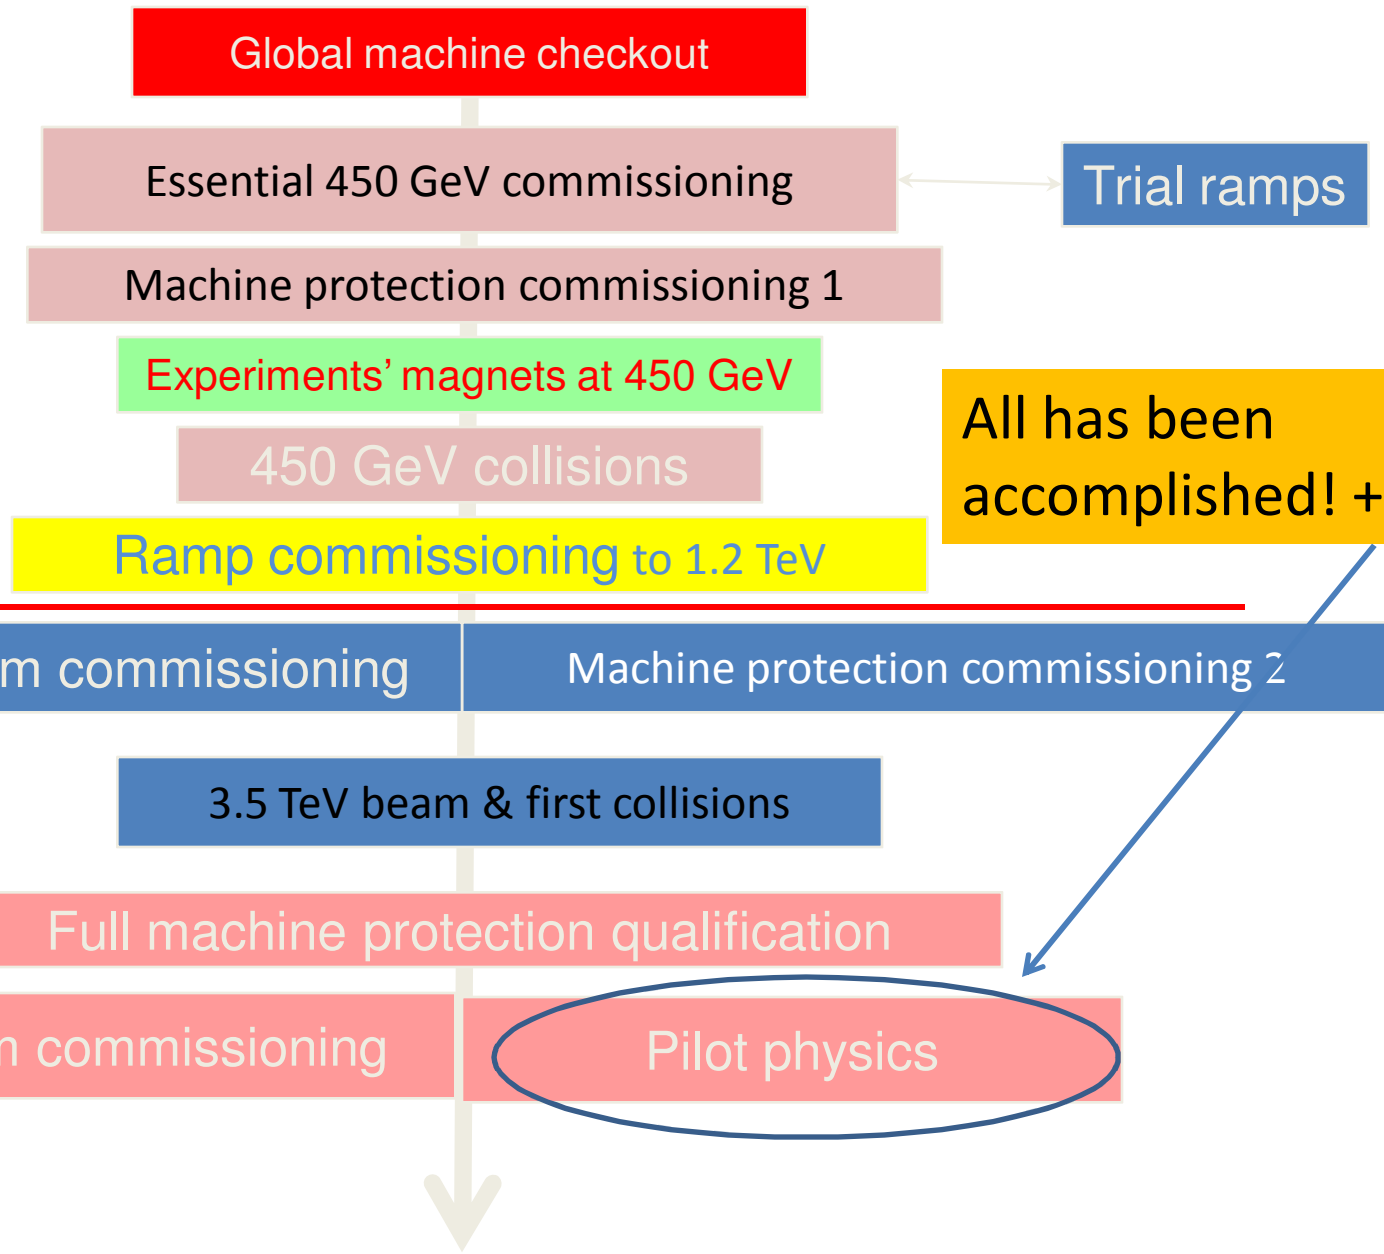 Global machine checkout
Essential 450 GeV commissioning
Trial ramps
Machine protection commissioning 1
Experiments’ magnets at 450 GeV
All has been
accomplished! +
450 GeV collisions
Ramp commissioning to 1.2 TeV
m commissioning
Machine protection commissioning 2
3.5 TeV beam & first collisions
Full machine protection qualification
commissioning
Pilot physics